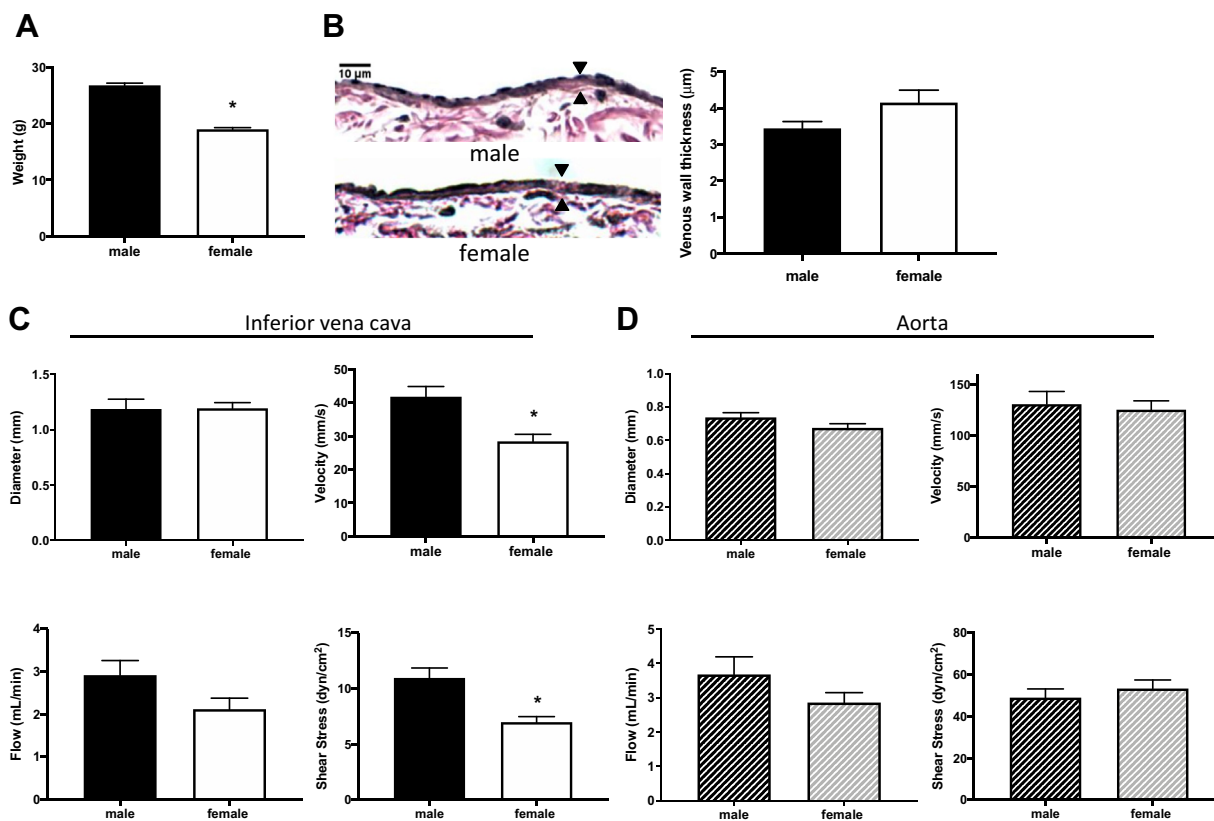 A
Weight (g)
30
20
10
0
*
male
female
B
10 μm
male
female
Venous wall thickness (μm)
5
4
3
2
1
0
male
female
C
Inferior vena cava
Diameter (mm)
1.5
1.0
0.5
0.0
male
female
Velocity (mm/s)
50
40
30
20
10
0
*
male
female
Flow (mL/min)
4
3
2
1
0
male
female
Shear Stress (dyn/cm²)
15
10
5
0
*
male
female
D
Aorta
Diameter (mm)
1.0
0.8
0.6
0.4
0.2
0.0
male
female
Velocity (mm/s)
150
100
50
0
male
female
Flow (mL/min)
5
4
3
2
1
0
male
female
Shear Stress (dyn/cm²)
80
60
40
20
0
male
female